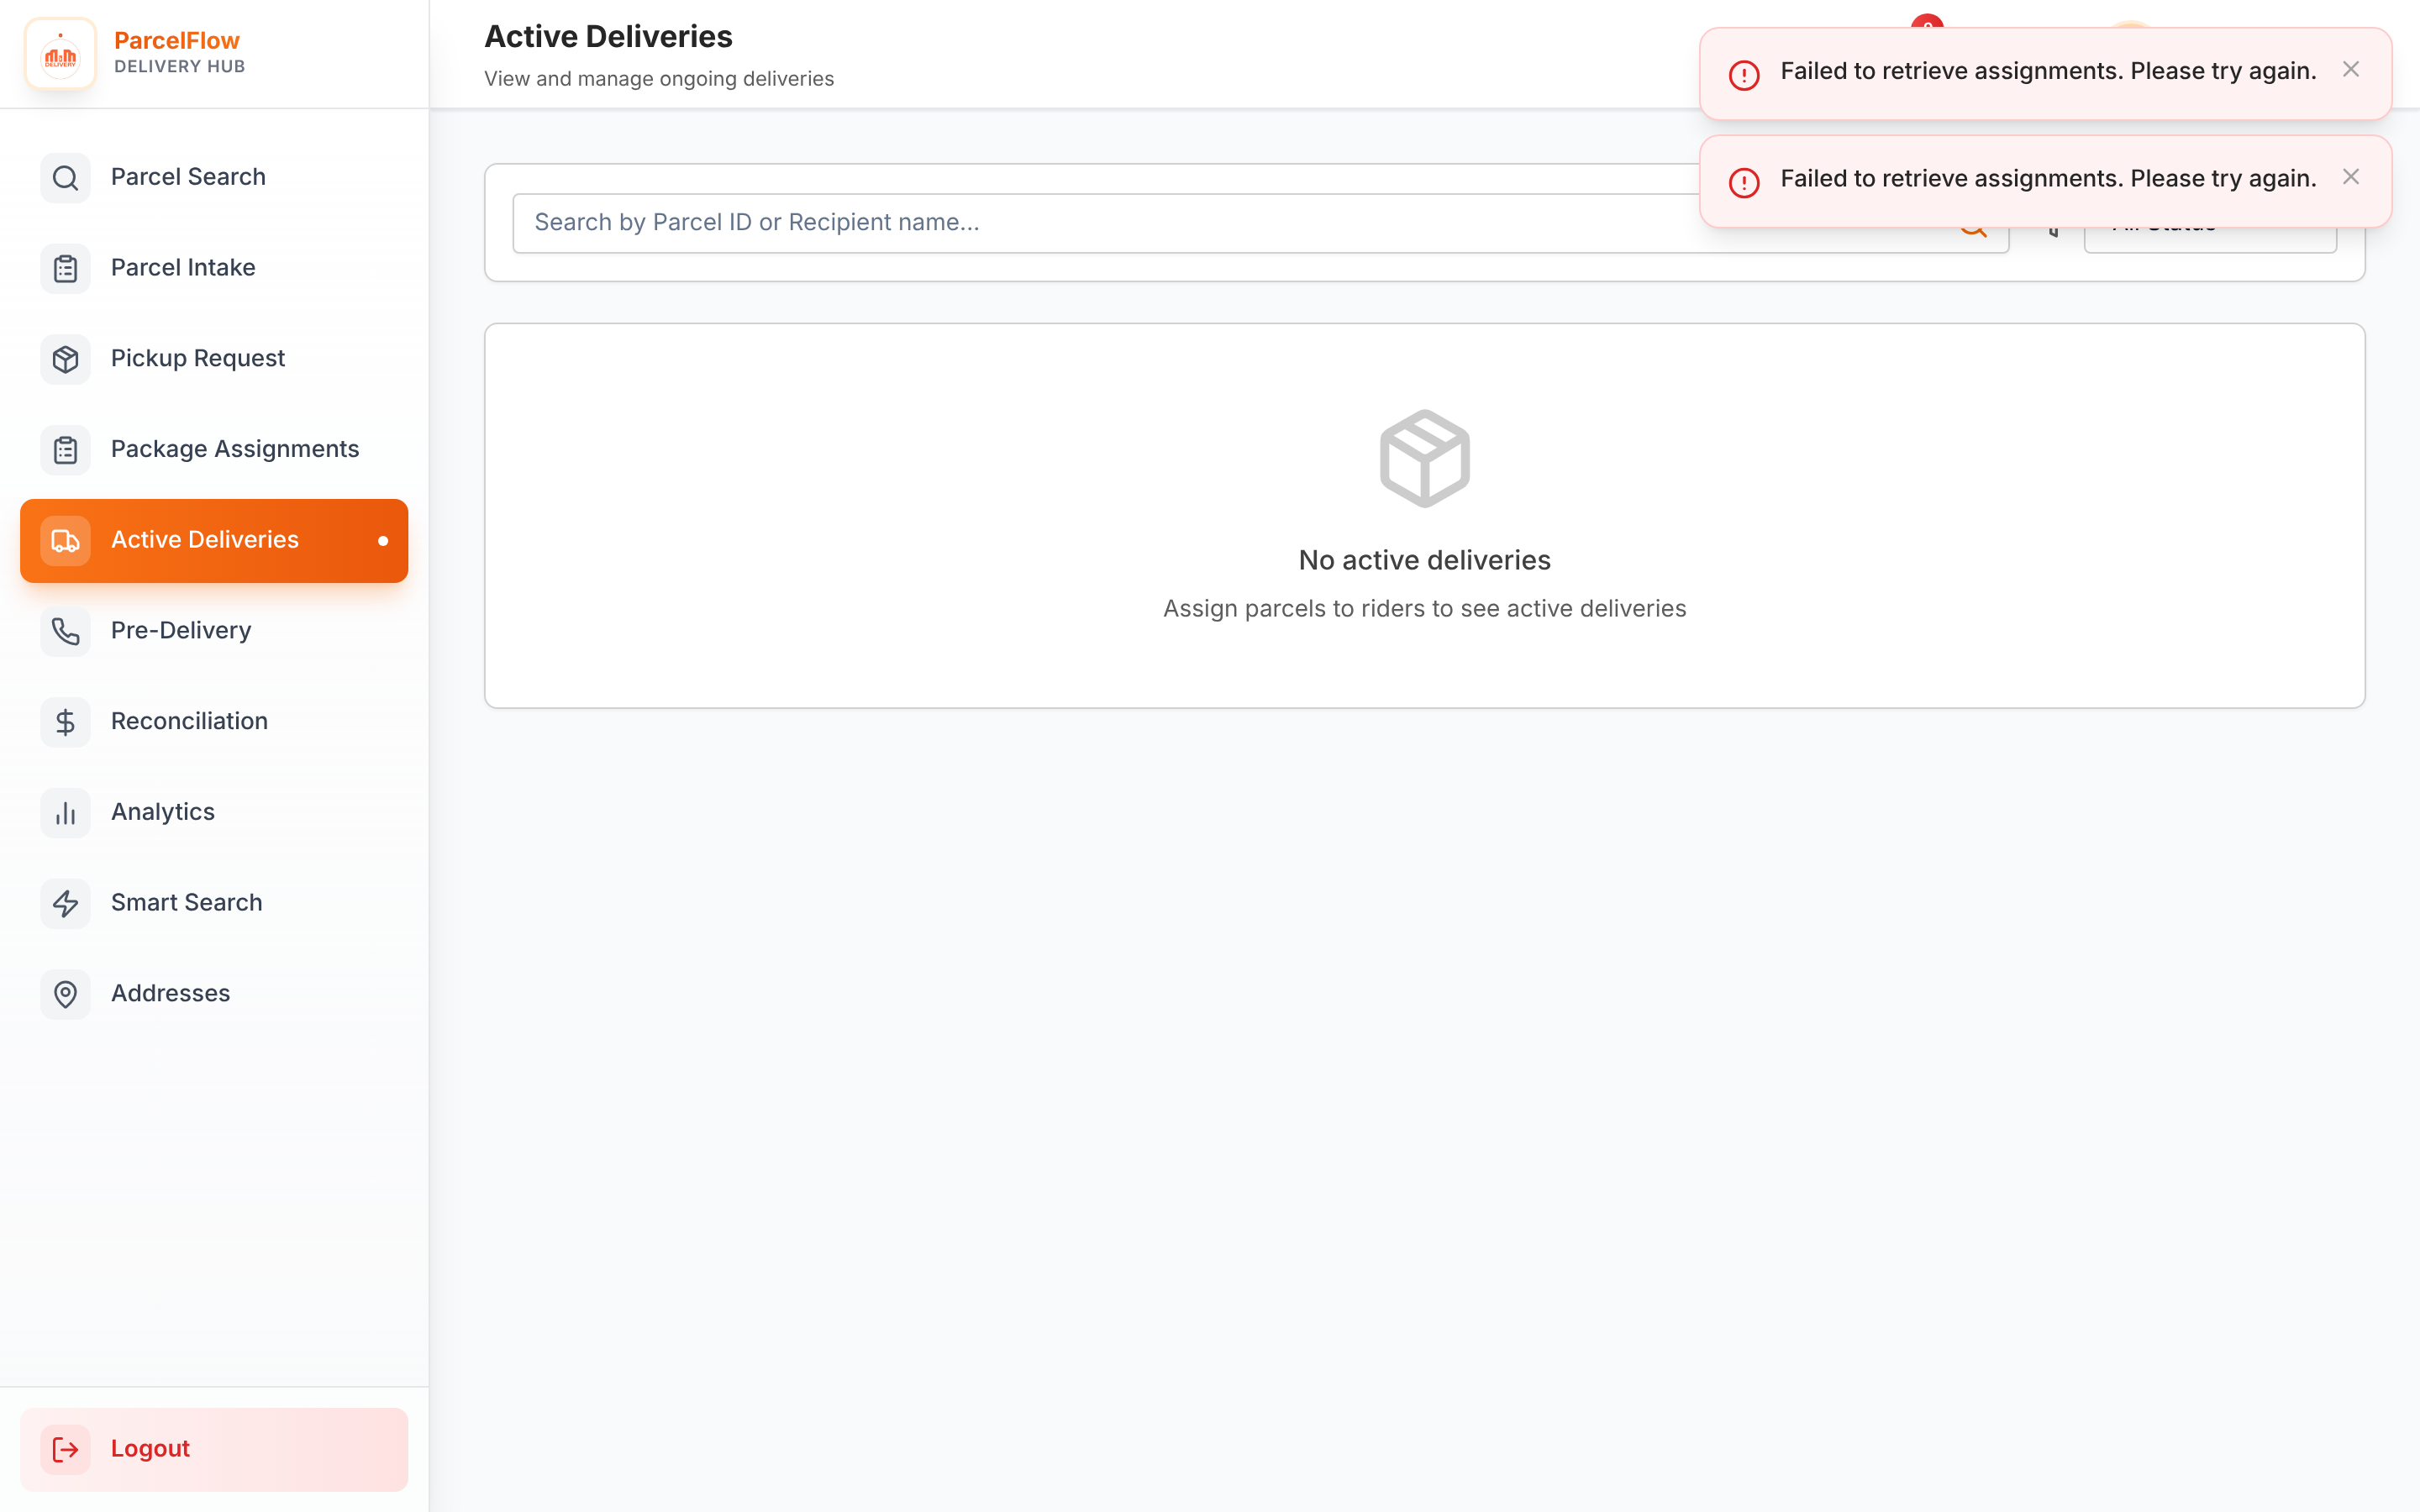 ParcelFlow
DELIVERY HUB
DELIVERY
Parcel Search
Parcel Intake
Pickup Request
Package Assignments
Active Deliveries
Pre-Delivery
Reconciliation
Analytics
Smart Search
Addresses
Logout
Active Deliveries
View and manage ongoing deliveries
Failed to retrieve assignments. Please try again.
Failed to retrieve assignments. Please try again.
Search by Parcel ID or Recipient name...
No active deliveries
Assign parcels to riders to see active deliveries